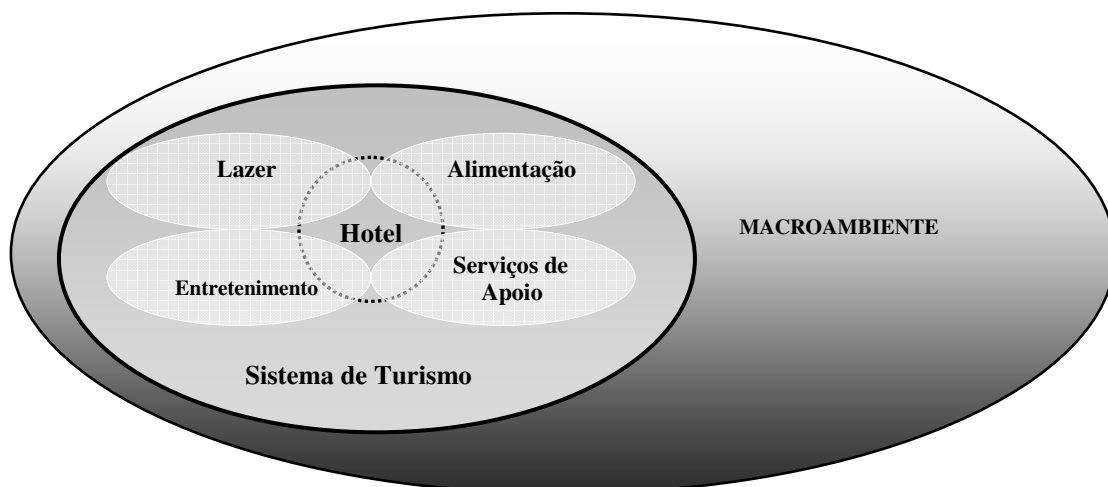 Lazer
Alimentação
MACROAMBIENTE
Hotel
Serviços de
Apoio
Entretenimento
Sistema de Turismo